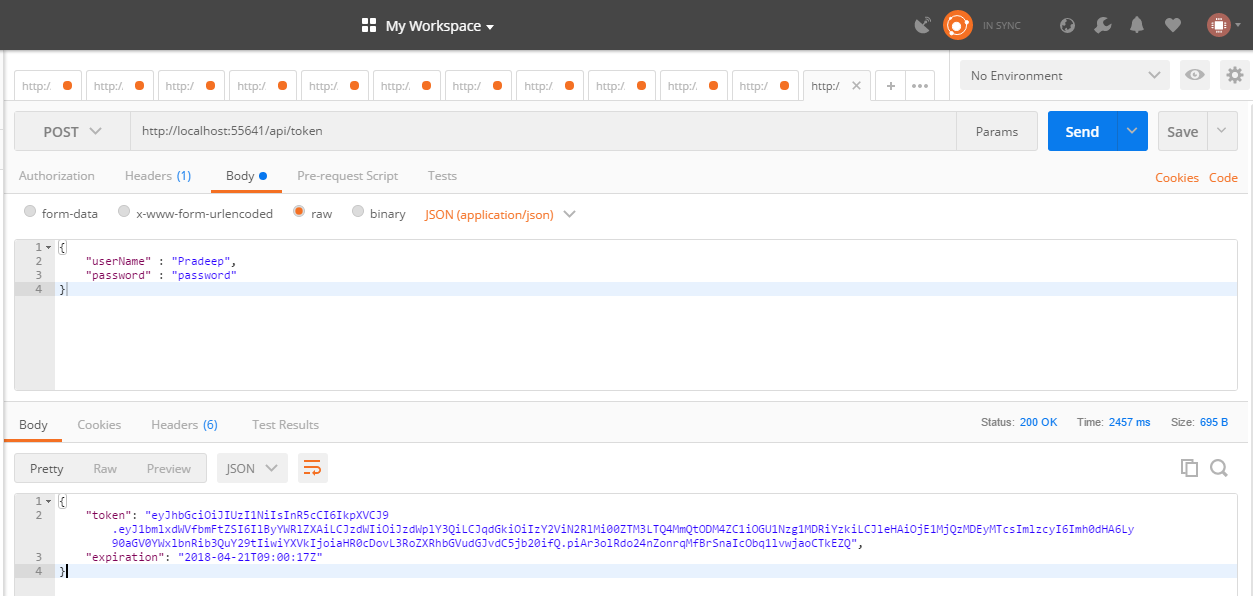 My Workspace
IN SYNC
http:/ http:/ http:/ http:/ http:/ http:/ http:/ http:/ http:/ http:/ http:/ http:/ + •••
No Environment
POST http://localhost:55641/api/token Params Send Save
Authorization Headers (1) Body Pre-request Script Tests Cookies Code
form-data x-www-form-urlencoded raw binary JSON (application/json)
1 {
2 "userName" : "Pradeep",
3 "password" : "password"
4 }
Body Cookies Headers (6) Test Results Status: 200 OK Time: 2457 ms Size: 695 B
Pretty Raw Preview JSON
1 {
2 "token": "eyJhbGciOiJIUzI1NiIsInR5cCI6IkpXVCJ9
.eyJ1bmlxdWVfbmFtZSI6IlByYWRlZXAiLCJzdWIiOiJzdWplY3QiLCJqdGkiOiIzY2ViN2RlMi00ZTM3LTQ4MmQtODM4ZC1iOGU1Nzg1MDRiYzkiLCJleHAiOjE1MjQzMDEyMTcsImlzcyI6Imh0dHA6Ly
90aGV0YWxlbnRib3QuY29tIiwiYXVkIjoiaHR0cDovL3RoZXRhbGVudGJvdC5jb20ifQ.piAr3olRdo24nZonrqMfBrSnaIcObq1lvwjaoCTkEZQ",
3 "expiration": "2018-04-21T09:00:17Z"
4 }